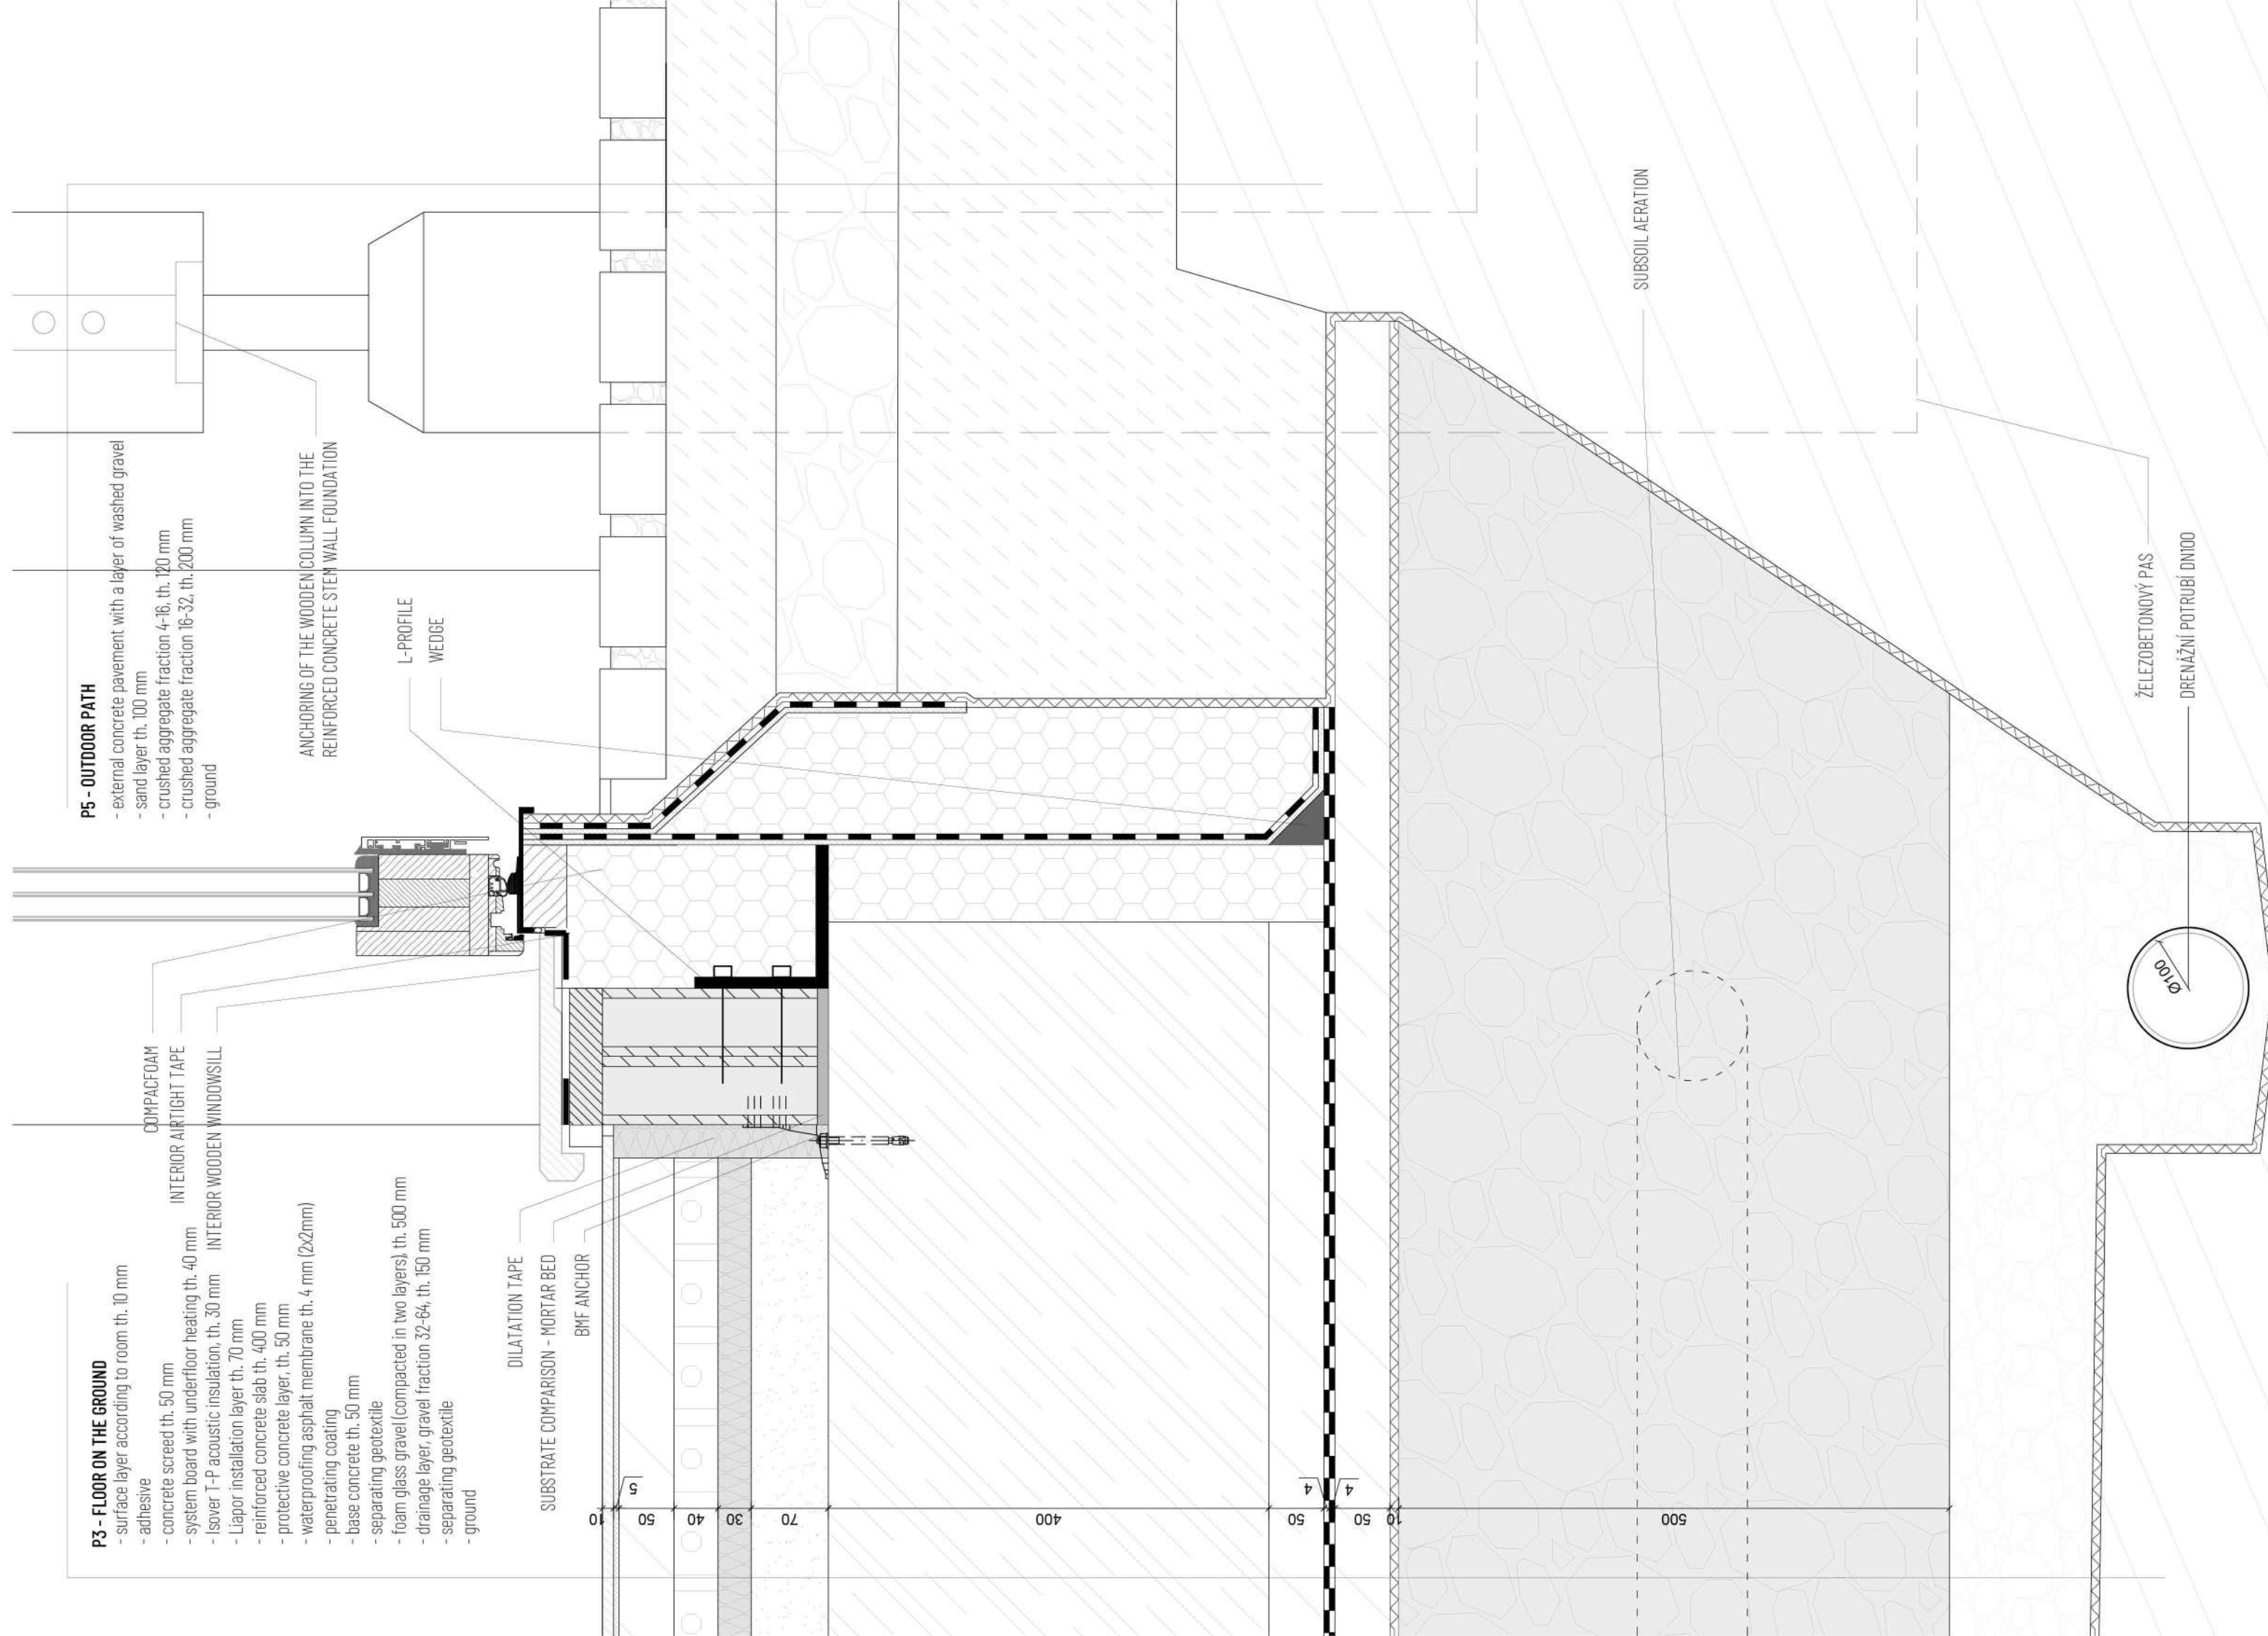 P3 - FLOOR ON THE GROUND
- surface layer according to room th. 10 mm
- adhesive
- concrete screed th. 50 mm
- system board with underfloor heating th. 40 mm
- Isover T-P acoustic insulation, th. 30 mm
- Liapor installation layer th. 70 mm
- reinforced concrete slab th. 400 mm
- protective concrete layer, th. 50 mm
- waterproofing asphalt membrane th. 4 mm (2x2mm)
- penetrating coating
- base concrete th. 50 mm
- separating geotextile
- foam glass gravel (compacted in two layers), th. 500 mm
- drainage layer, gravel fraction 32-64, th. 150 mm
- separating geotextile
- ground
COMPACFOAM
INTERIOR AIRTIGHT TAPE
INTERIOR WOODEN WINDOWSILL
DILATATION TAPE
SUBSTRATE COMPARISON - MORTAR BED
BMF ANCHOR
P5 - OUTDOOR PATH
- external concrete pavement with a layer of washed gravel
- sand layer th. 100 mm
- crushed aggregate fraction 4-16, th. 120 mm
- crushed aggregate fraction 16-32, th. 200 mm
- ground
ANCHORING OF THE WOODEN COLUMN INTO THE
REINFORCED CONCRETE STEM WALL FOUNDATION
L-PROFILE
WEDGE
SUBSOIL AERATION
ŽELEZOBETONOVÝ PAS
DRENÁŽNÍ POTRUBÍ DN100
Ø100
10
5
50
40
30
70
400
50
4
4
50
10
500